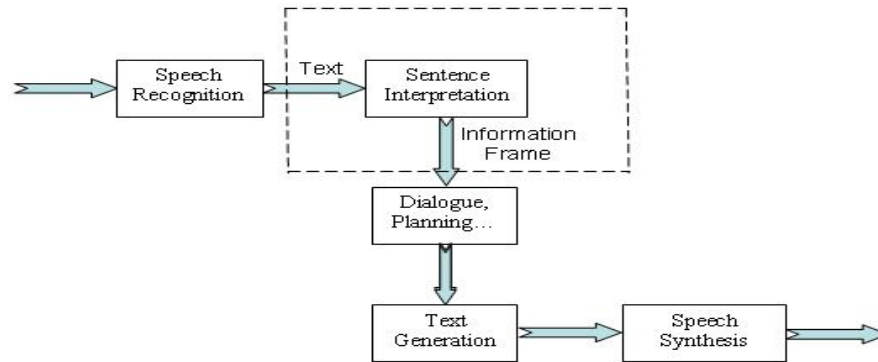 Speech
Recognition
Text
Sentence
Interpretation
Information
Frame
Dialogue,
Planning…
Text
Generation
Speech
Synthesis